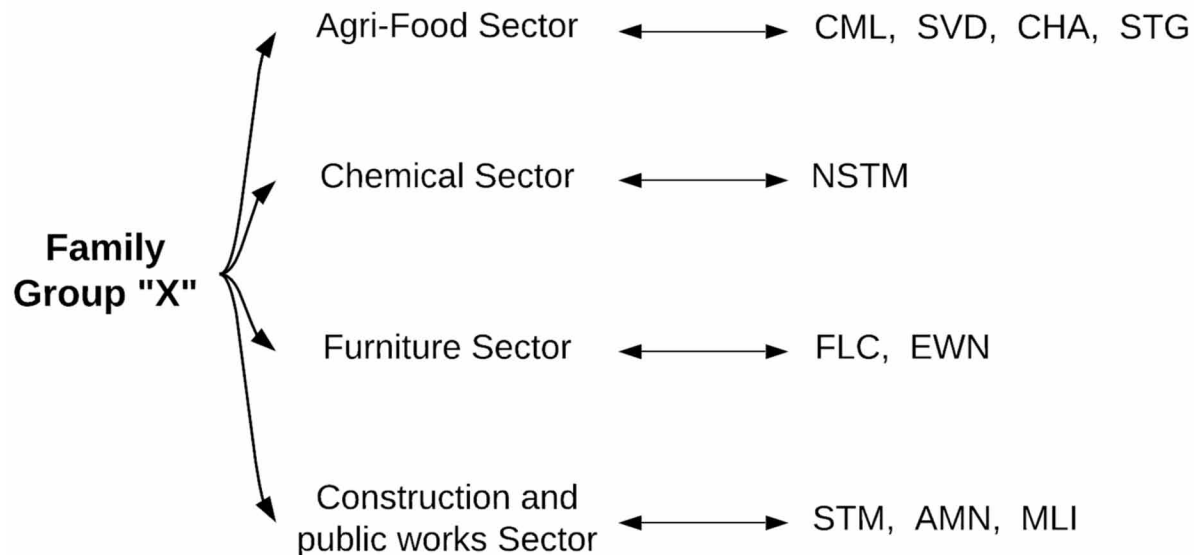 Agri-Food Sector
CML, SVD, CHA, STG
Chemical Sector
NSTM
Family
Group "X"
Furniture Sector
FLC, EWN
Construction and
public works Sector
STM, AMN, MLI